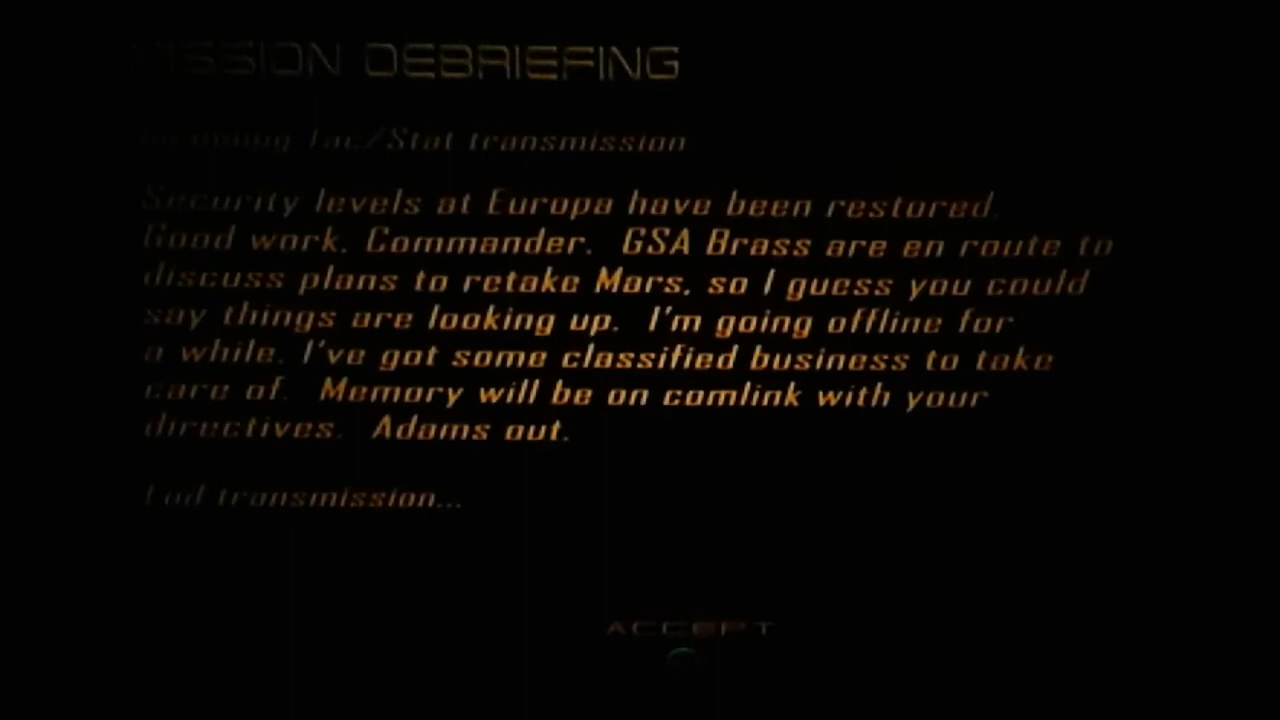 MISSION DEBRIEFING
Incoming Tac/Stat transmission
Security levels at Europa have been restored.
Good work, Commander. GSA Brass are en route to
discuss plans to retake Mars, so I guess you could
say things are looking up. I'm going offline for
a while. I've got some classified business to take
care of. Memory will be on comlink with your
directives. Adams out.
End transmission...
ACCEPT